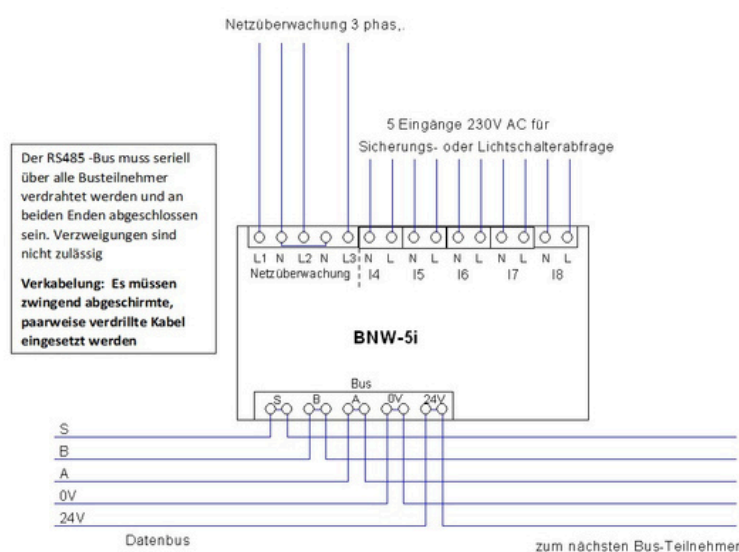 Netzüberwachung 3 phas,.
5 Eingänge 230V AC für
Sicherungs- oder Lichtschalterabfrage
Der RS485 -Bus muss seriell
über alle Busteilnehmer
verdrahtet werden und an
beiden Enden abgeschlossen
sein. Verzweigungen sind
nicht zulässig
Verkabelung: Es müssen
zwingend abgeschirmte,
paarweise verdrillte Kabel
eingesetzt werden
L1 N L2 N L3 N L N L N L N L N L
Netzüberwachung I4 I5 I6 I7 I8
BNW-5i
Bus
S B A 0V 24V
S
B
A
0V
24V
Datenbus
zum nächsten Bus-Teilnehmer